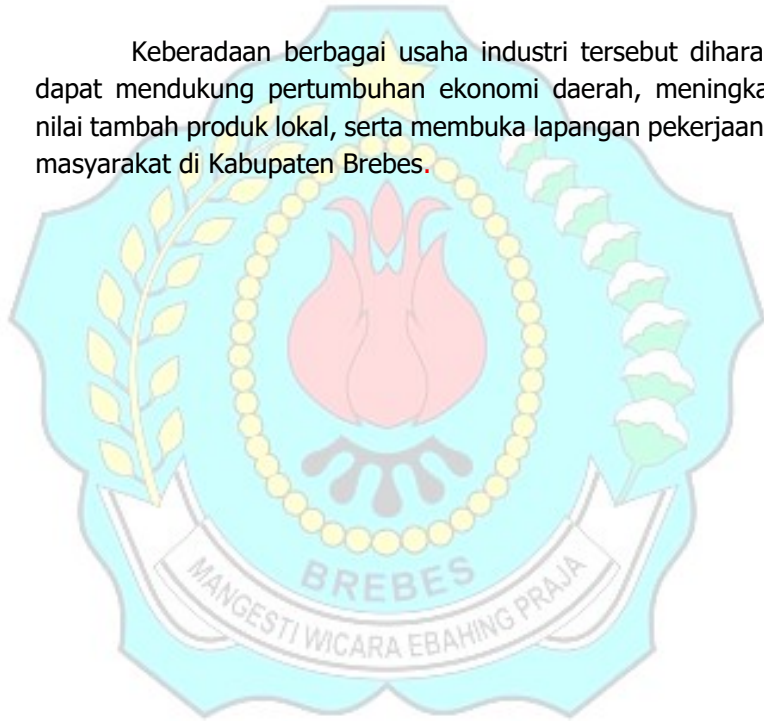 Keberadaan berbagai usaha industri tersebut dihara
dapat mendukung pertumbuhan ekonomi daerah, meningka
nilai tambah produk lokal, serta membuka lapangan pekerjaan
masyarakat di Kabupaten Brebes.
BREBES
MANGESTI WICARA EBAHING PRAJA